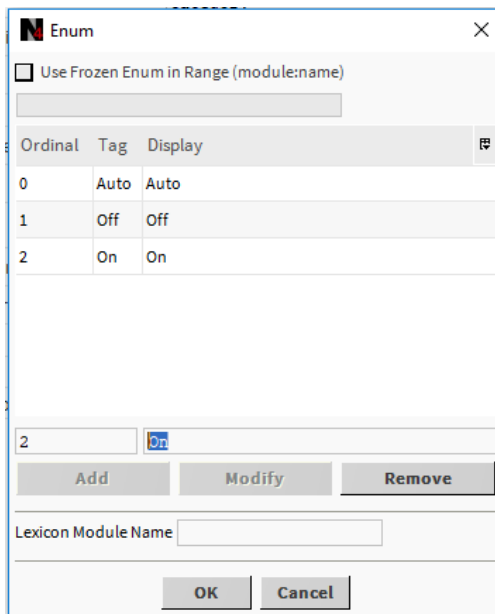 N4 Enum
Use Frozen Enum in Range (module:name)
Ordinal Tag Display
0 Auto Auto
1 Off Off
2 On On
2 On
Add Modify Remove
Lexicon Module Name
OK Cancel